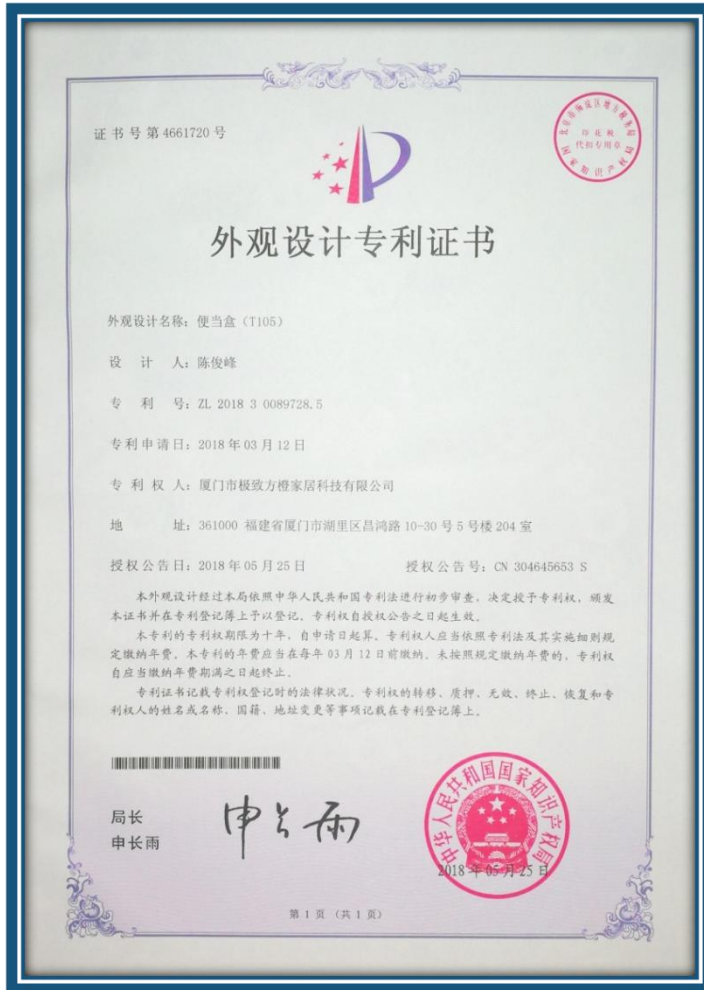 证书号第4661720号
印花税
代扣专用章
国家知识产权局
外观设计专利证书
外观设计名称：便当盒（T105）
设计人：陈俊峰
专利号：ZL 2018 3 0089728.5
专利申请日：2018年03月12日
专利权人：厦门市极致方橙家居科技有限公司
地址：361000 福建省厦门市湖里区昌鸿路10-30号5号楼204室
授权公告日：2018年05月25日 授权公告号：CN 304645653 S
本外观设计经过本局依照中华人民共和国专利法进行初步审查，决定授予专利权，颁发
本证书并在专利登记簿上予以登记。专利权自授权公告之日起生效。
本专利的专利权期限为十年，自申请日起算。专利权人应当依照专利法及其实施细则规
定缴纳年费。本专利的年费应当在每年03月12日前缴纳。未按照规定缴纳年费的，专利权
自应当缴纳年费期满之日起终止。
专利证书记载专利权登记时的法律状况。专利权的转移、质押、无效、终止、恢复和专
利权人的姓名或名称、国籍、地址变更等事项记载在专利登记簿上。
局长
申长雨
申长雨
中华人民共和国国家知识产权局
2018年05月25日
第1页（共1页）